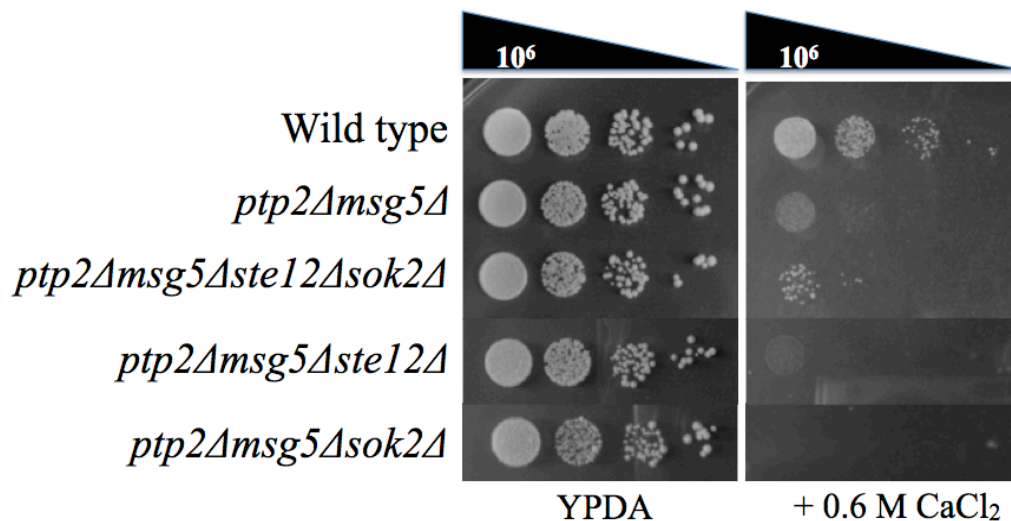 10⁶ 10⁶
Wild type
ptp2Δmsg5Δ
ptp2Δmsg5Δste12Δsok2Δ
ptp2Δmsg5Δste12Δ
ptp2Δmsg5Δsok2Δ
YPDA + 0.6 M CaCl₂